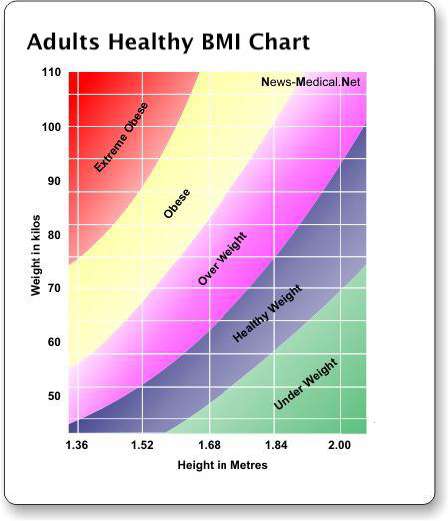 Adults Healthy BMI Chart
News-Medical.Net
110
100
90
80
70
60
50
Weight in kilos
Extreme Obese
Obese
Over Weight
Healthy Weight
Under Weight
1.36 1.52 1.68 1.84 2.00
Height in Metres